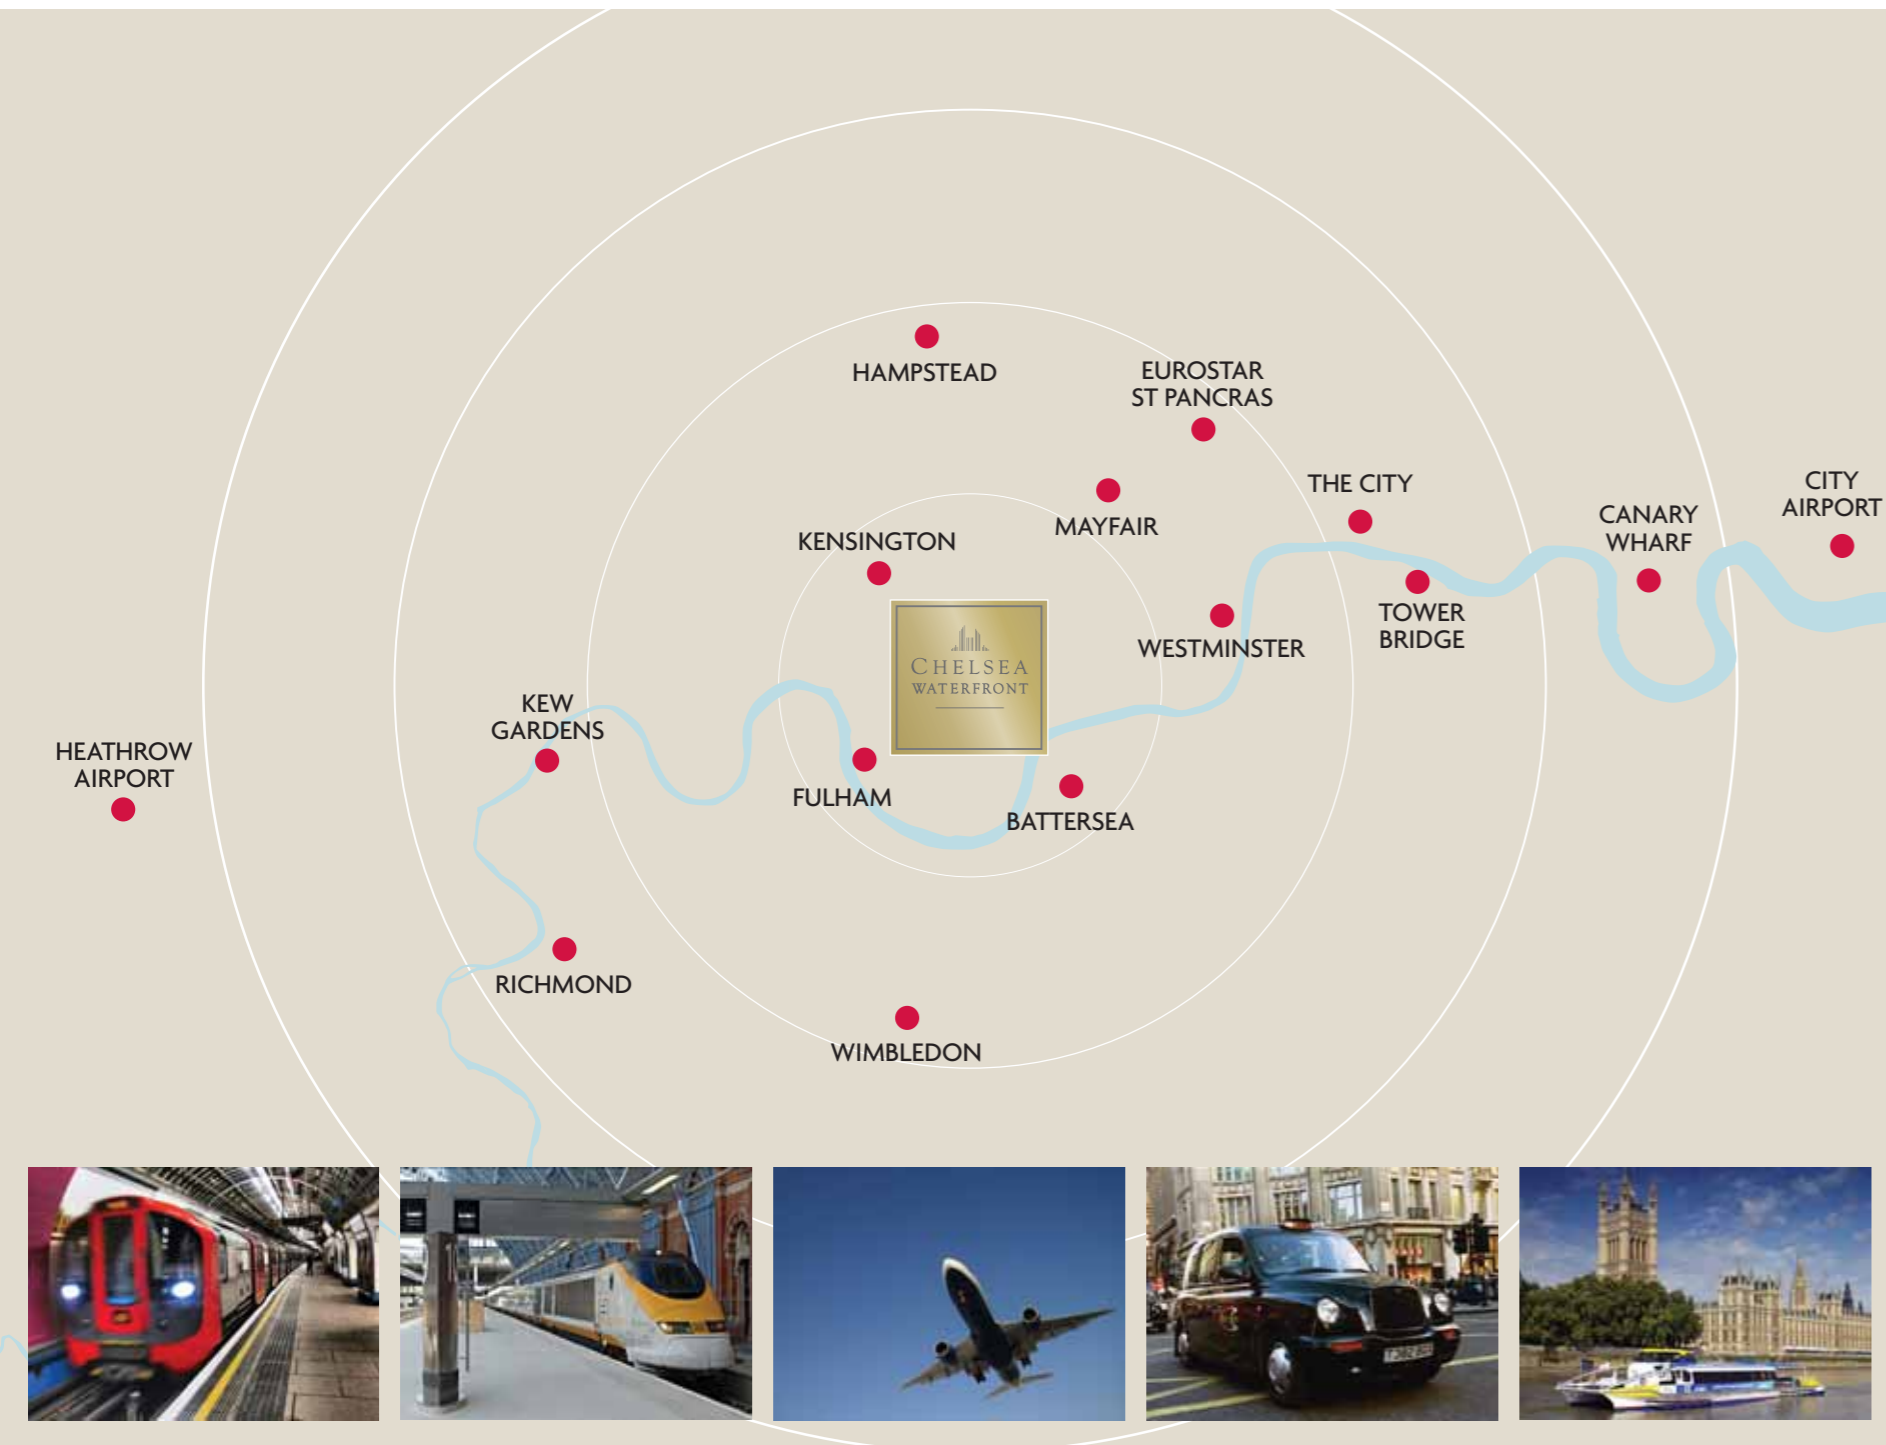 HAMPSTEAD
EUROSTAR
ST PANCRAS
THE CITY
CITY
AIRPORT
MAYFAIR
CANARY
WHARF
KENSINGTON
TOWER
BRIDGE
WESTMINSTER
CHELSEA
WATERFRONT
KEW
GARDENS
HEATHROW
AIRPORT
FULHAM
BATTERSEA
RICHMOND
WIMBLEDON